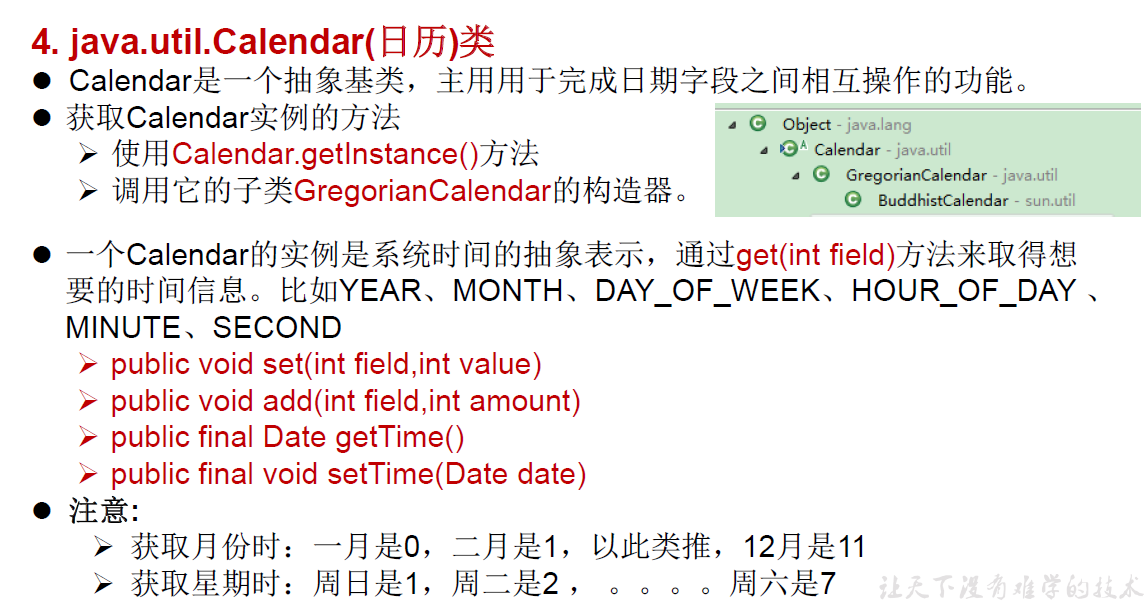 4. java.util.Calendar(日历)类
● Calendar是一个抽象基类，主用用于完成日期字段之间相互操作的功能。
● 获取Calendar实例的方法
➢ 使用Calendar.getInstance()方法
➢ 调用它的子类GregorianCalendar的构造器。
Object - java.lang
Calendar - java.util
GregorianCalendar - java.util
BuddhistCalendar - sun.util
● 一个Calendar的实例是系统时间的抽象表示，通过get(int field)方法来取得想
要的时间信息。比如YEAR、MONTH、DAY_OF_WEEK、HOUR_OF_DAY 、
MINUTE、SECOND
➢ public void set(int field,int value)
➢ public void add(int field,int amount)
➢ public final Date getTime()
➢ public final void setTime(Date date)
● 注意:
➢ 获取月份时：一月是0，二月是1，以此类推，12月是11
➢ 获取星期时：周日是1，周二是2 ， 。。。。周六是7
让天下没有难学的技术